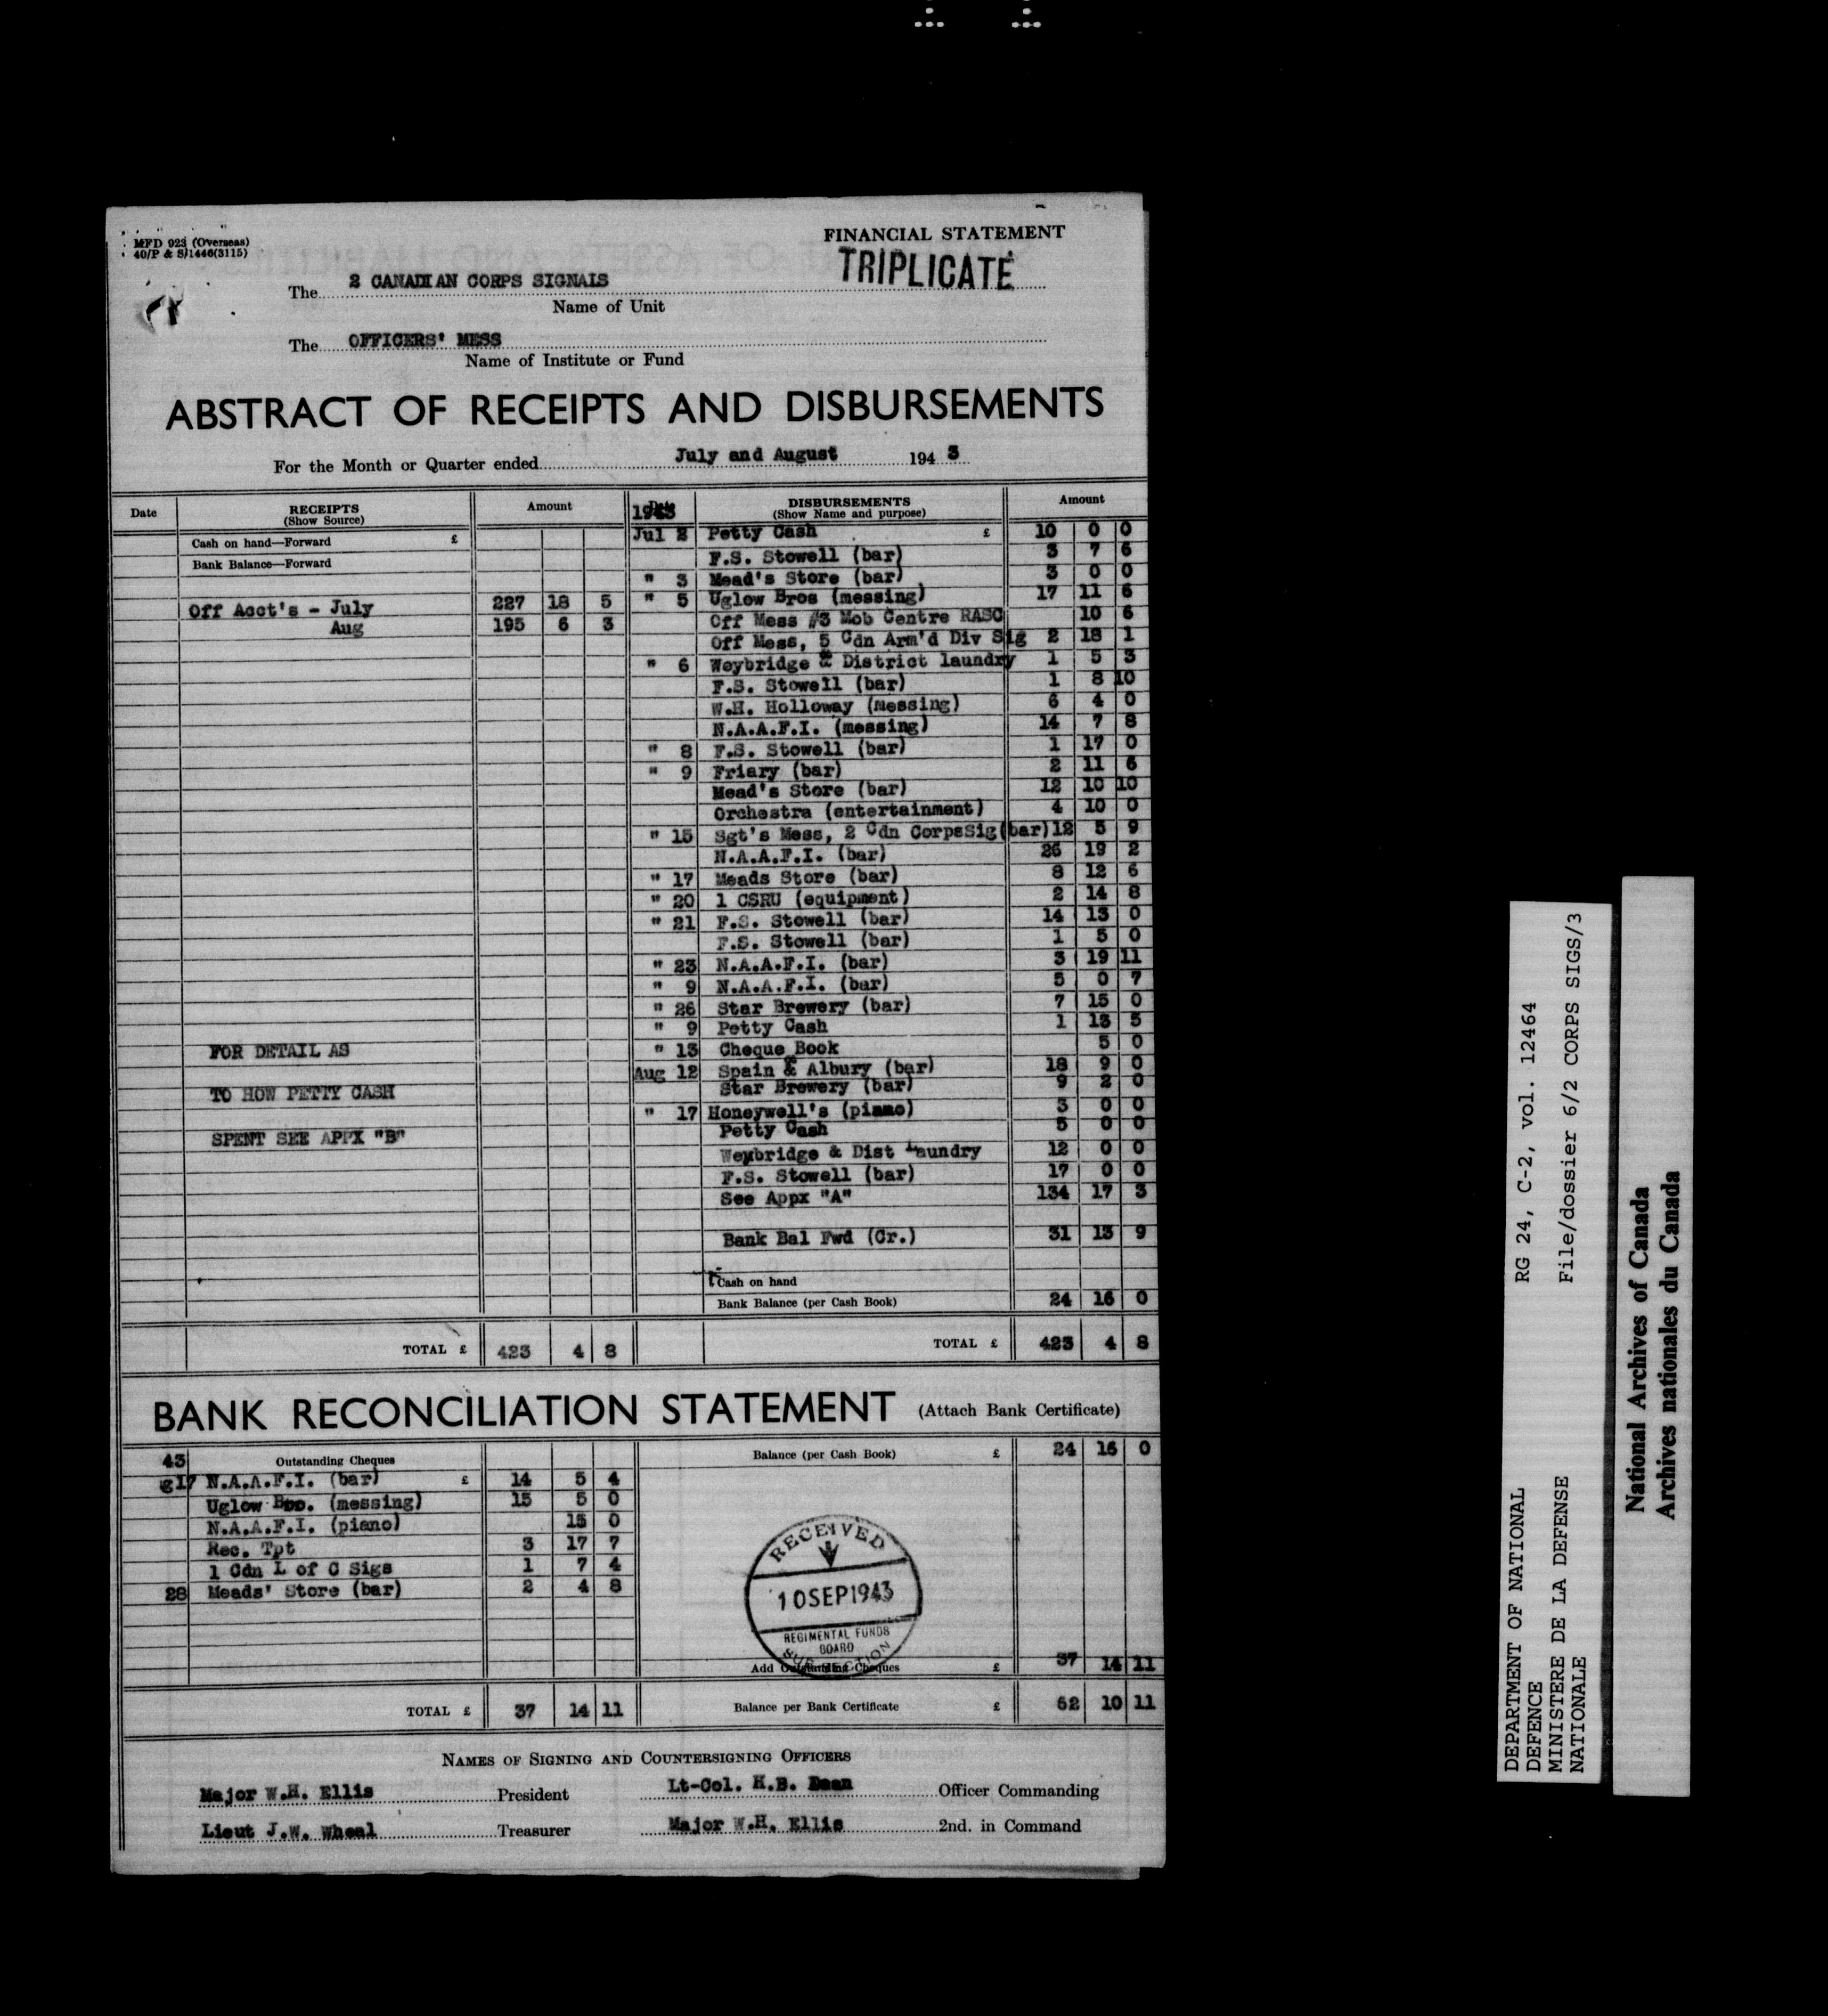 MFD 923 (Overseas)
40/P & S/1446(3115)
FINANCIAL STATEMENT
TRIPLICATE
The 2 CANADIAN CORPS SIGNALS
Name of Unit
The OFFICERS' MESS
Name of Institute or Fund
ABSTRACT OF RECEIPTS AND DISBURSEMENTS
For the Month or Quarter ended July and August 194 3
Date RECEIPTS (Show Source) Amount Date 1943 DISBURSEMENTS (Show Name and purpose) Amount
Cash on hand—Forward £
Bank Balance—Forward
Off Acct's - July 227 18 5
Aug 195 6 3
FOR DETAIL AS
TO HOW PETTY CASH
SPENT SEE APPX "B"
Jul 2 Petty Cash £ 10 0 0
F.S. Stowell (bar) 3 7 6
" 3 Mead's Store (bar) 3 0 0
" 5 Uglow Bros (messing) 17 11 6
Off Mess #3 Mob Centre RASC 10 6
Off Mess, 5 Cdn Arm'd Div Sig 2 18 1
" 6 Weybridge & District laundry 1 5 3
F.S. Stowell (bar) 1 8 10
W.H. Holloway (messing) 6 4 0
N.A.A.F.I. (messing) 14 7 8
" 8 F.S. Stowell (bar) 1 17 0
" 9 Friary (bar) 2 11 6
Mead's Store (bar) 12 10 10
Orchestra (entertainment) 4 10 0
" 15 Sgt's Mess, 2 Cdn CorpsSig(bar) 12 5 9
N.A.A.F.I. (bar) 26 19 2
" 17 Meads Store (bar) 8 12 6
" 20 1 CSRU (equipment) 2 14 8
" 21 F.S. Stowell (bar) 14 13 0
F.S. Stowell (bar) 1 5 0
" 23 N.A.A.F.I. (bar) 3 19 11
" 9 N.A.A.F.I. (bar) 5 0 7
" 26 Star Brewery (bar) 7 15 0
" 9 Petty Cash 1 13 5
" 13 Cheque Book 5 0
Aug 12 Spain & Albury (bar) 18 9 0
Star Brewery (bar) 9 2 0
" 17 Honeywell's (piano) 3 0 0
Petty Cash 5 0 0
Weybridge & Dist Laundry 12 0 0
F.S. Stowell (bar) 17 0 0
See Appx "A" 134 17 3
Bank Bal Fwd (Cr.) 31 13 9
Cash on hand
Bank Balance (per Cash Book) 24 16 0
TOTAL £ 423 4 8 TOTAL £ 423 4 8
BANK RECONCILIATION STATEMENT (Attach Bank Certificate)
43 Outstanding Cheques
g17 N.A.A.F.I. (bar) £ 14 5 4
Uglow Bro. (messing) 15 5 0
N.A.A.F.I. (piano) 15 0
Rec. Tpt 3 17 7
1 Cdn L of C Sigs 1 7 4
28 Meads' Store (bar) 2 4 8
TOTAL £ 37 14 11
Balance (per Cash Book) £ 24 16 0
RECEIVED
10 SEP 1943
REGIMENTAL FUNDS
BOARD
SUB SECTION
Add Outstanding Cheques £ 37 14 11
Balance per Bank Certificate £ 62 10 11
NAMES OF SIGNING AND COUNTERSIGNING OFFICERS
Major W.H. Ellis President Lt-Col. H.B. Dean Officer Commanding
Lieut J.W. Wheal Treasurer Major W.H. Ellis 2nd. in Command
DEPARTMENT OF NATIONAL DEFENCE RG 24, C-2, vol. 12464
MINISTERE DE LA DEFENSE NATIONALE File/dossier 6/2 CORPS SIGS/3
National Archives of Canada
Archives nationales du Canada